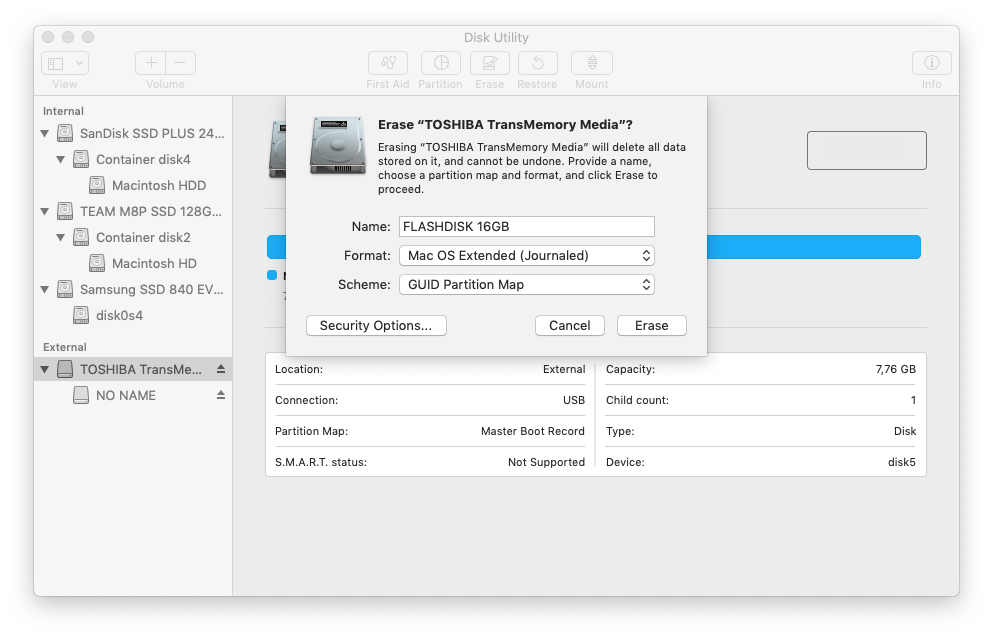 Disk Utility
View
Volume
First Aid
Partition
Erase
Restore
Mount
Info
Internal
SanDisk SSD PLUS 24...
Container disk4
Macintosh HDD
TEAM M8P SSD 128G...
Container disk2
Macintosh HD
Samsung SSD 840 EV...
disk0s4
External
TOSHIBA TransMe...
NO NAME
Erase “TOSHIBA TransMemory Media”?
Erasing “TOSHIBA TransMemory Media” will delete all data
stored on it, and cannot be undone. Provide a name,
choose a partition map and format, and click Erase to
proceed.
Name: FLASHDISK 16GB
Format: Mac OS Extended (Journaled)
Scheme: GUID Partition Map
Security Options...
Cancel
Erase
Location: External
Capacity: 7,76 GB
Connection: USB
Child count: 1
Partition Map: Master Boot Record
Type: Disk
S.M.A.R.T. status: Not Supported
Device: disk5